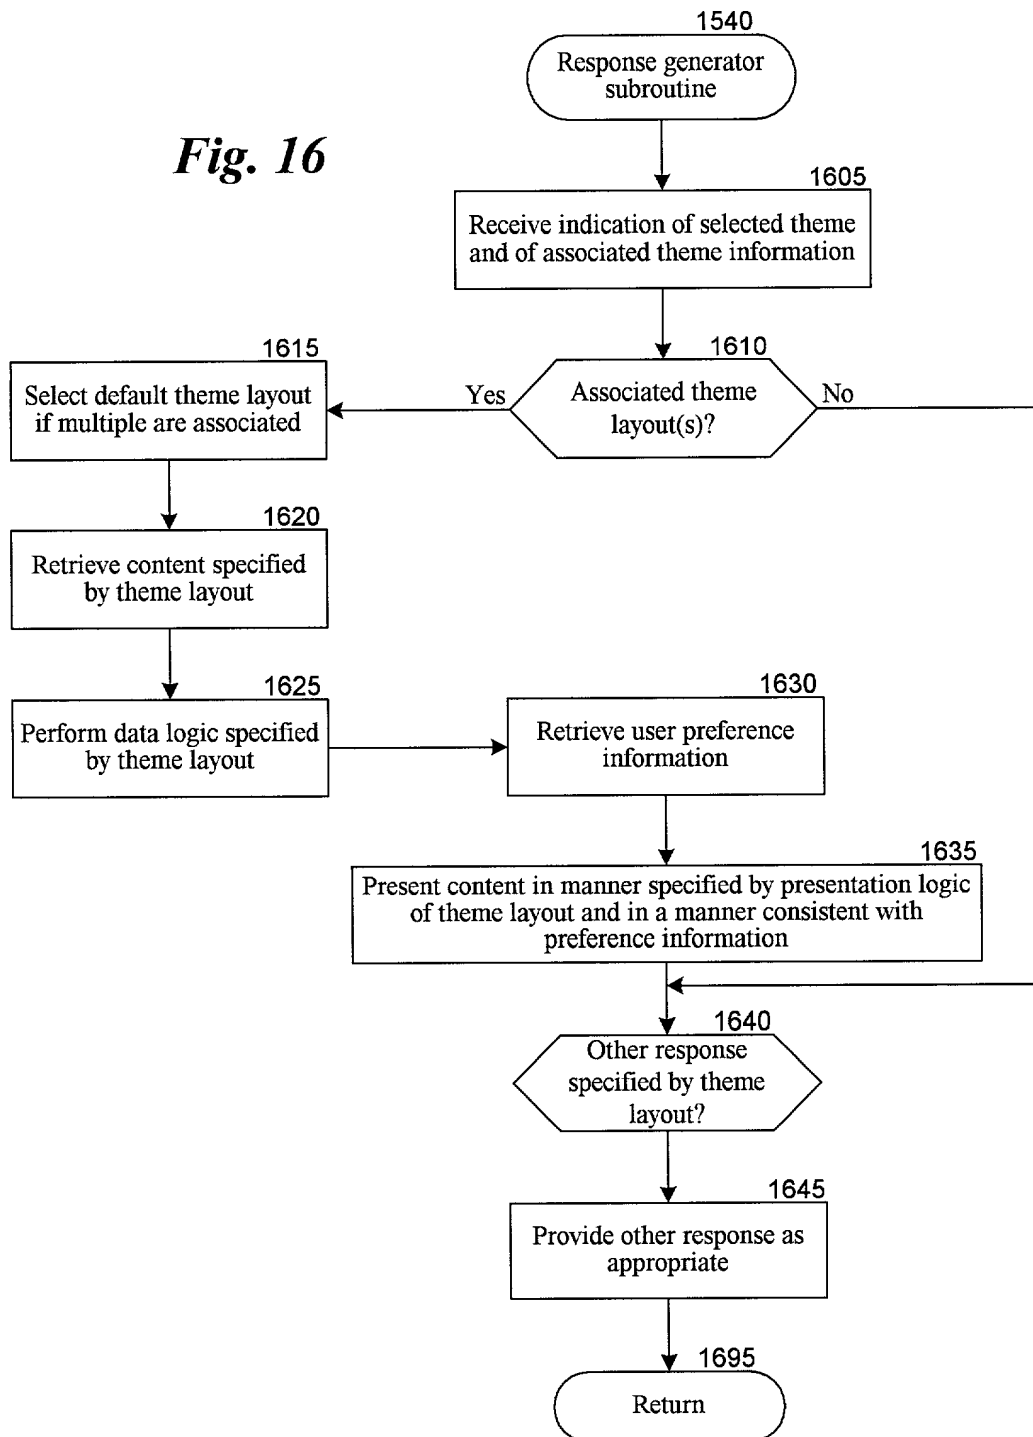 1540
Response generator
subroutine
Fig. 16
1605
Receive indication of selected theme
and of associated theme information
1610
Associated theme
layout(s)?
Yes
No
1615
Select default theme layout
if multiple are associated
1620
Retrieve content specified
by theme layout
1625
Perform data logic specified
by theme layout
1630
Retrieve user preference
information
1635
Present content in manner specified by presentation logic
of theme layout and in a manner consistent with
preference information
1640
Other response
specified by theme
layout?
1645
Provide other response as
appropriate
1695
Return